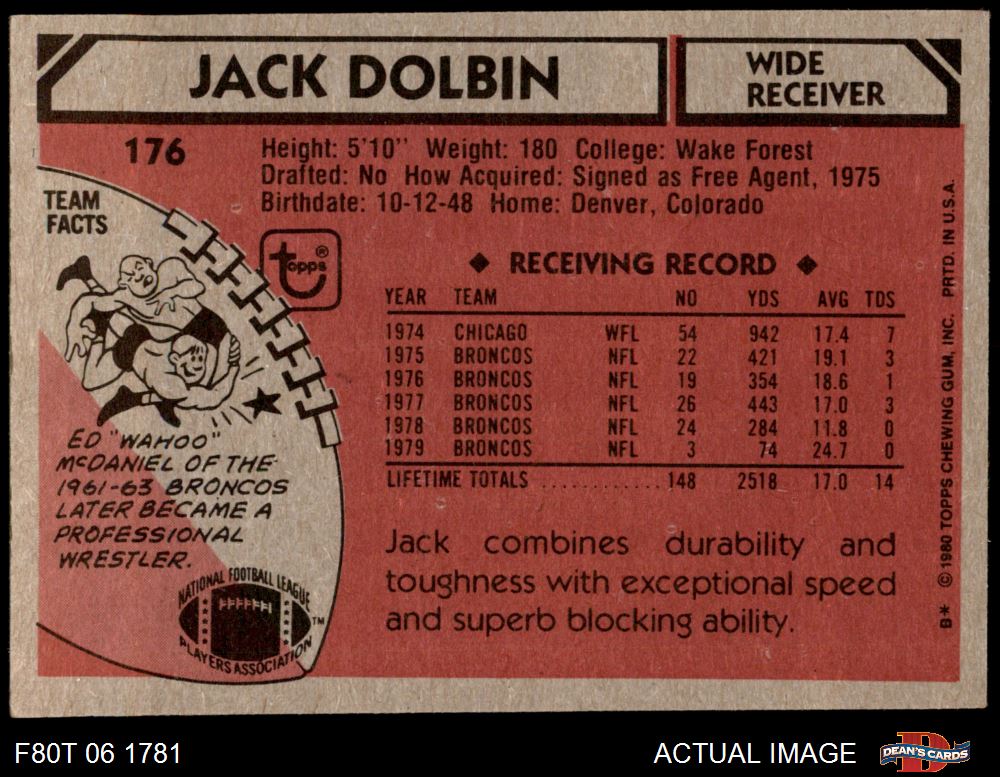 JACK DOLBIN
WIDE
RECEIVER
176
Height: 5'10" Weight: 180 College: Wake Forest
Drafted: No How Acquired: Signed as Free Agent, 1975
Birthdate: 10-12-48 Home: Denver, Colorado
TEAM
FACTS
topps®
◆ RECEIVING RECORD ◆
YEAR TEAM NO YDS AVG TDS
1974 CHICAGO WFL 54 942 17.4 7
1975 BRONCOS NFL 22 421 19.1 3
1976 BRONCOS NFL 19 354 18.6 1
1977 BRONCOS NFL 26 443 17.0 3
1978 BRONCOS NFL 24 284 11.8 0
1979 BRONCOS NFL 3 74 24.7 0
LIFETIME TOTALS ............ 148 2518 17.0 14
ED "WAHOO"
McDANIEL OF THE
1961-63 BRONCOS
LATER BECAME A
PROFESSIONAL
WRESTLER.
Jack combines durability and
toughness with exceptional speed
and superb blocking ability.
NATIONAL FOOTBALL LEAGUE
PLAYERS ASSOCIATION
TM
B* © 1980 TOPPS CHEWING GUM, INC. PRTD. IN U.S.A.
F80T 06 1781
ACTUAL IMAGE
DEAN'S CARDS